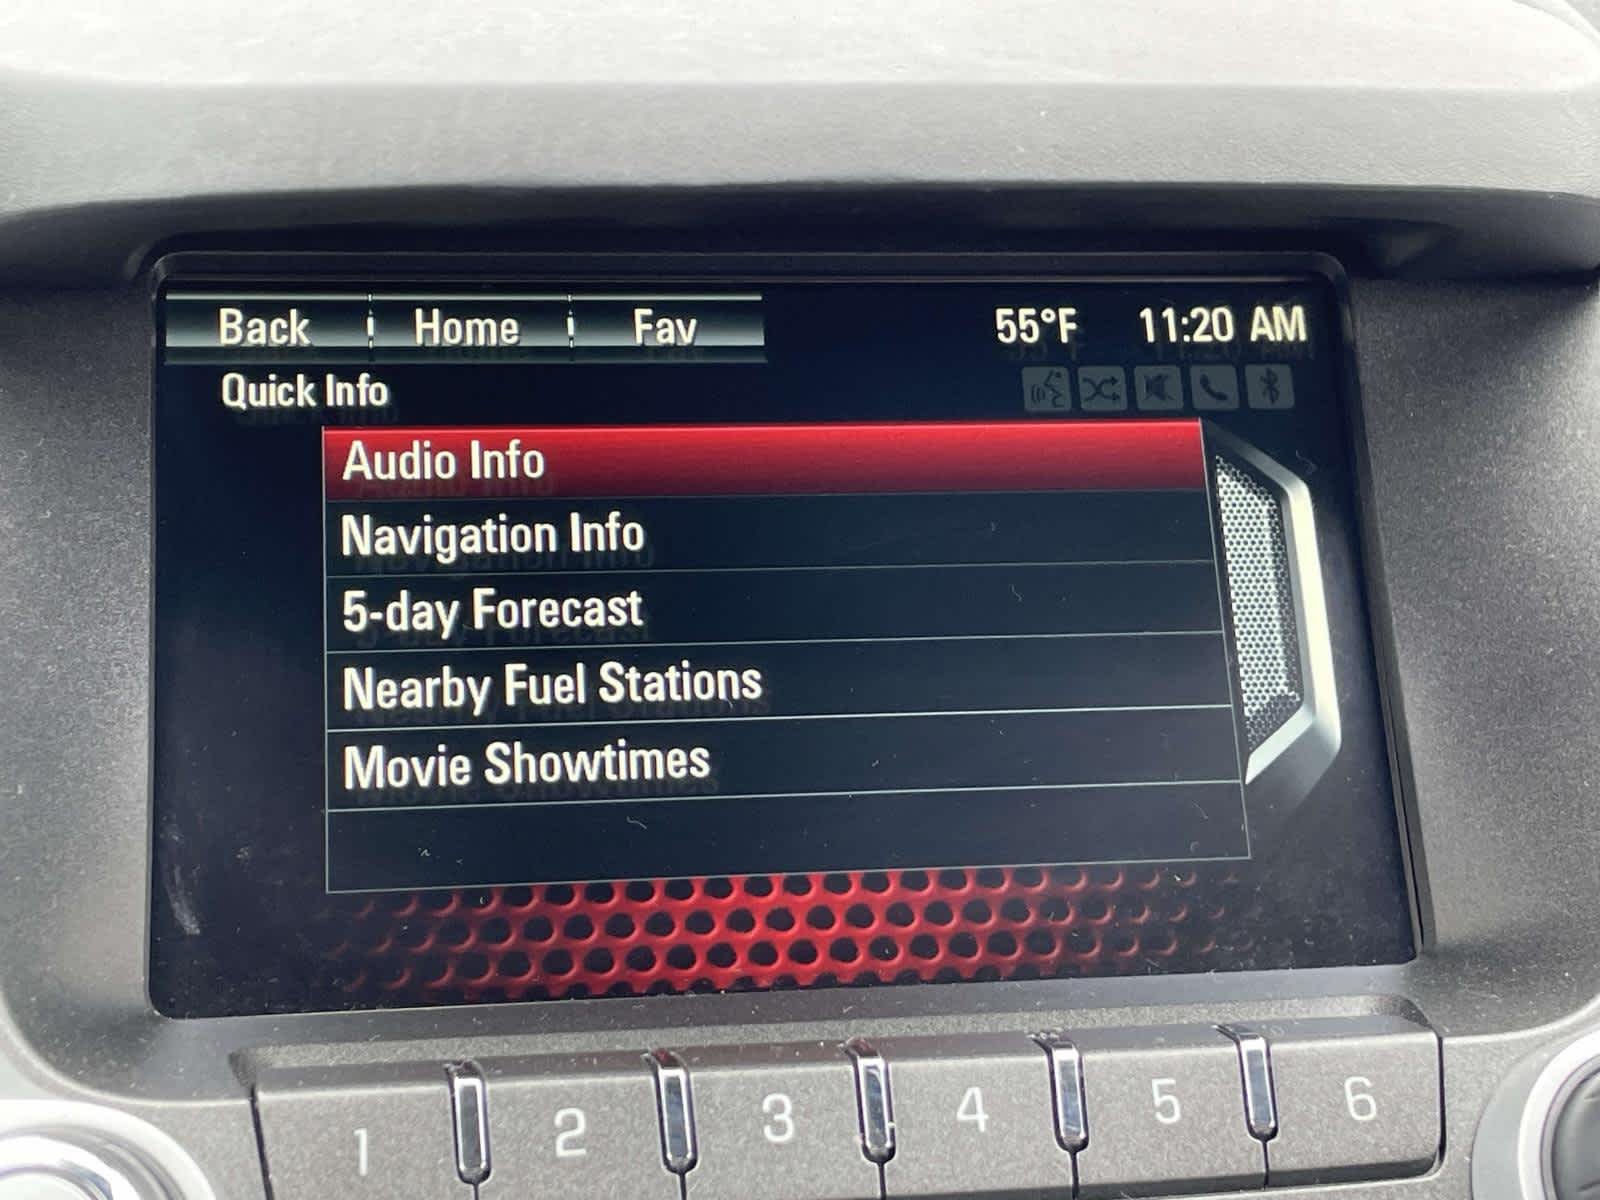 Back Home Fav 55°F 11:20 AM
Quick Info
Audio Info
Navigation Info
5-day Forecast
Nearby Fuel Stations
Movie Showtimes
1 2 3 4 5 6